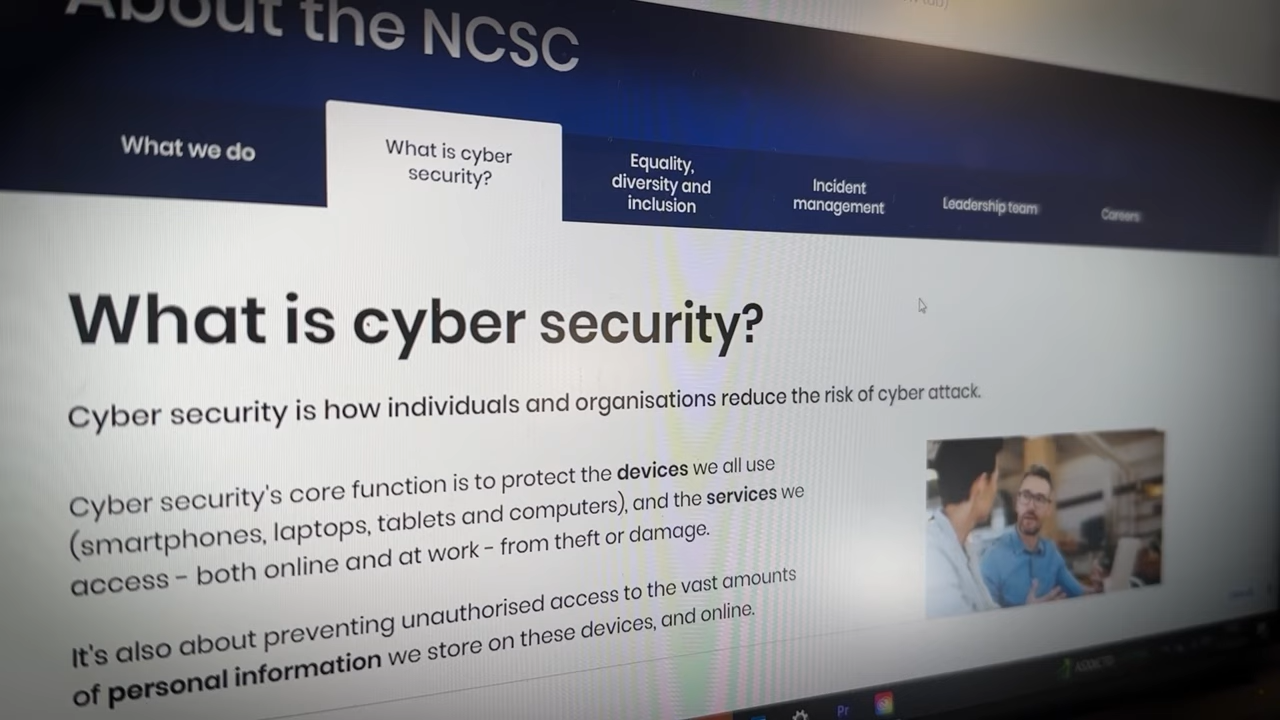 About the NCSC
What we do
What is cyber
security?
Equality,
diversity and
inclusion
Incident
management
Leadership team
Careers
What is cyber security?
Cyber security is how individuals and organisations reduce the risk of cyber attack.
Cyber security's core function is to protect the devices we all use
(smartphones, laptops, tablets and computers), and the services we
access - both online and at work - from theft or damage.
It's also about preventing unauthorised access to the vast amounts
of personal information we store on these devices, and online.
Pr